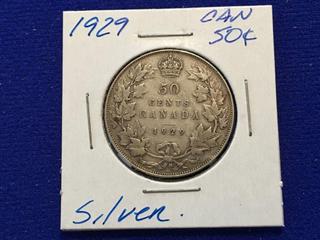 1929
CAN
50¢
50
CENTS
CANADA
1929
Silver.